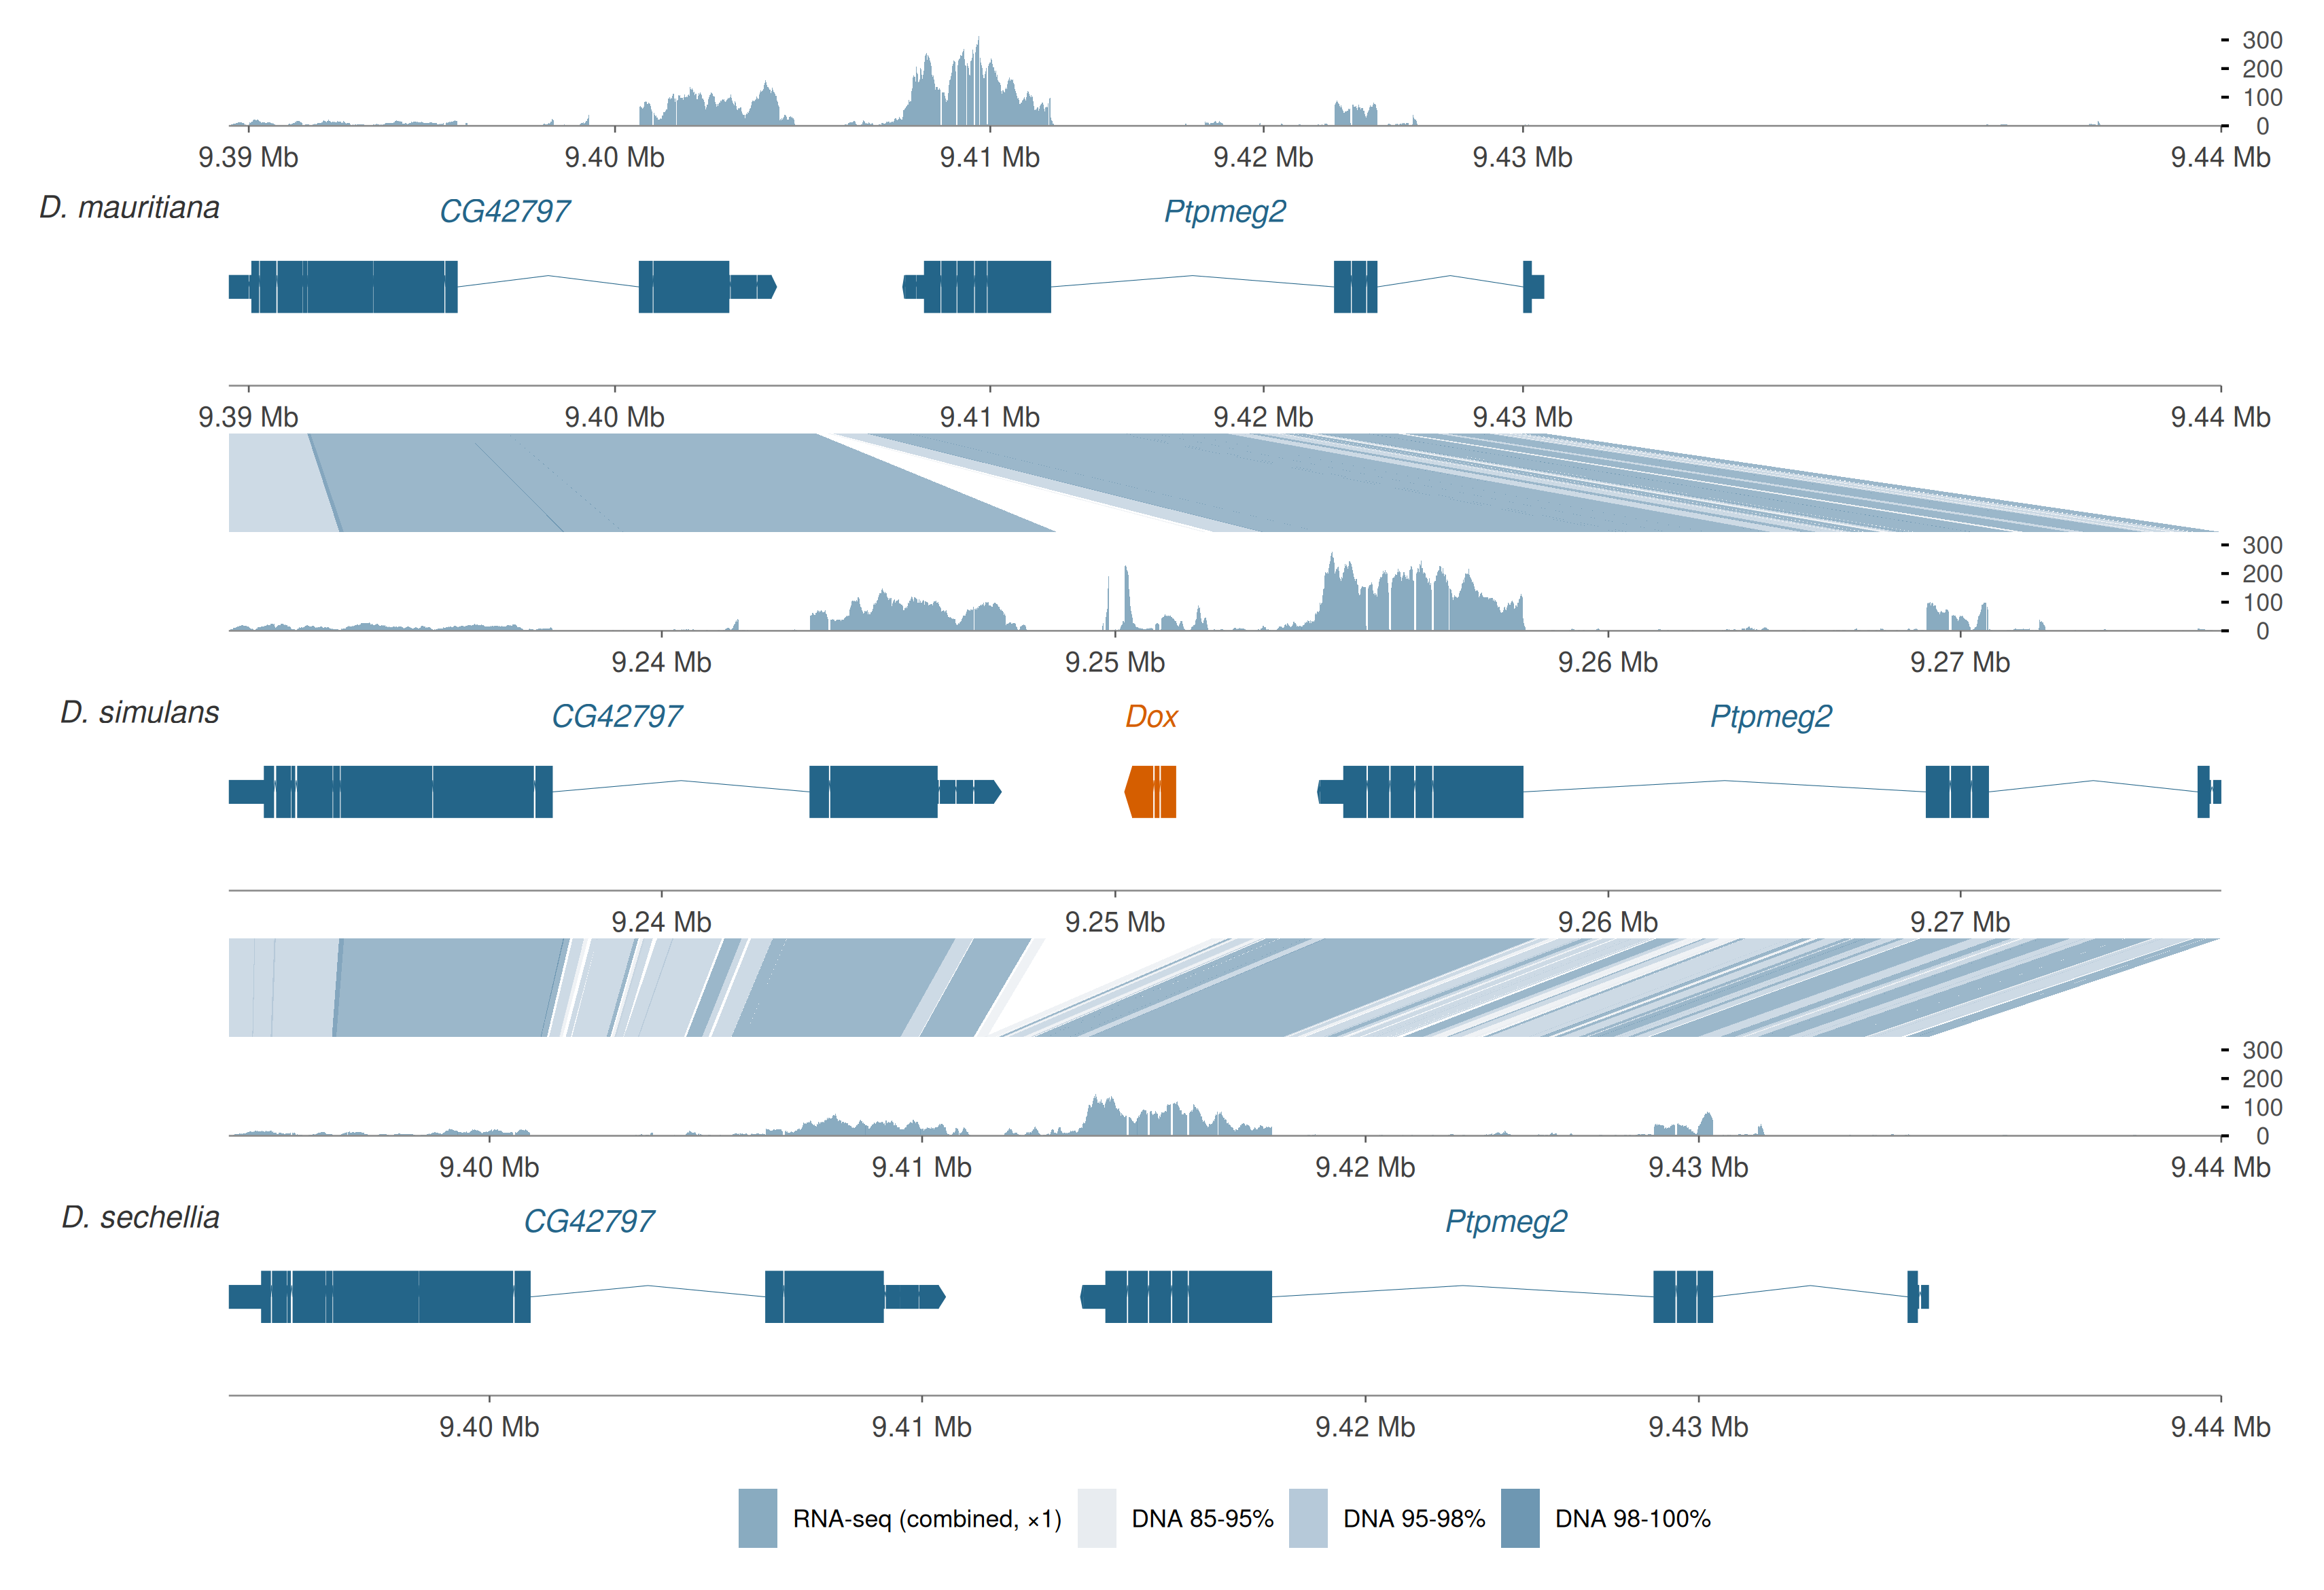 300
200
100
0
9.39 Mb 9.40 Mb 9.41 Mb 9.42 Mb 9.43 Mb 9.44 Mb
D. mauritiana CG42797 Ptpmeg2
9.39 Mb 9.40 Mb 9.41 Mb 9.42 Mb 9.43 Mb 9.44 Mb
300
200
100
0
9.24 Mb 9.25 Mb 9.26 Mb 9.27 Mb
D. simulans CG42797 Dox Ptpmeg2
9.24 Mb 9.25 Mb 9.26 Mb 9.27 Mb
300
200
100
0
9.40 Mb 9.41 Mb 9.42 Mb 9.43 Mb 9.44 Mb
D. sechellia CG42797 Ptpmeg2
9.40 Mb 9.41 Mb 9.42 Mb 9.43 Mb 9.44 Mb
RNA-seq (combined, ×1) DNA 85-95% DNA 95-98% DNA 98-100%